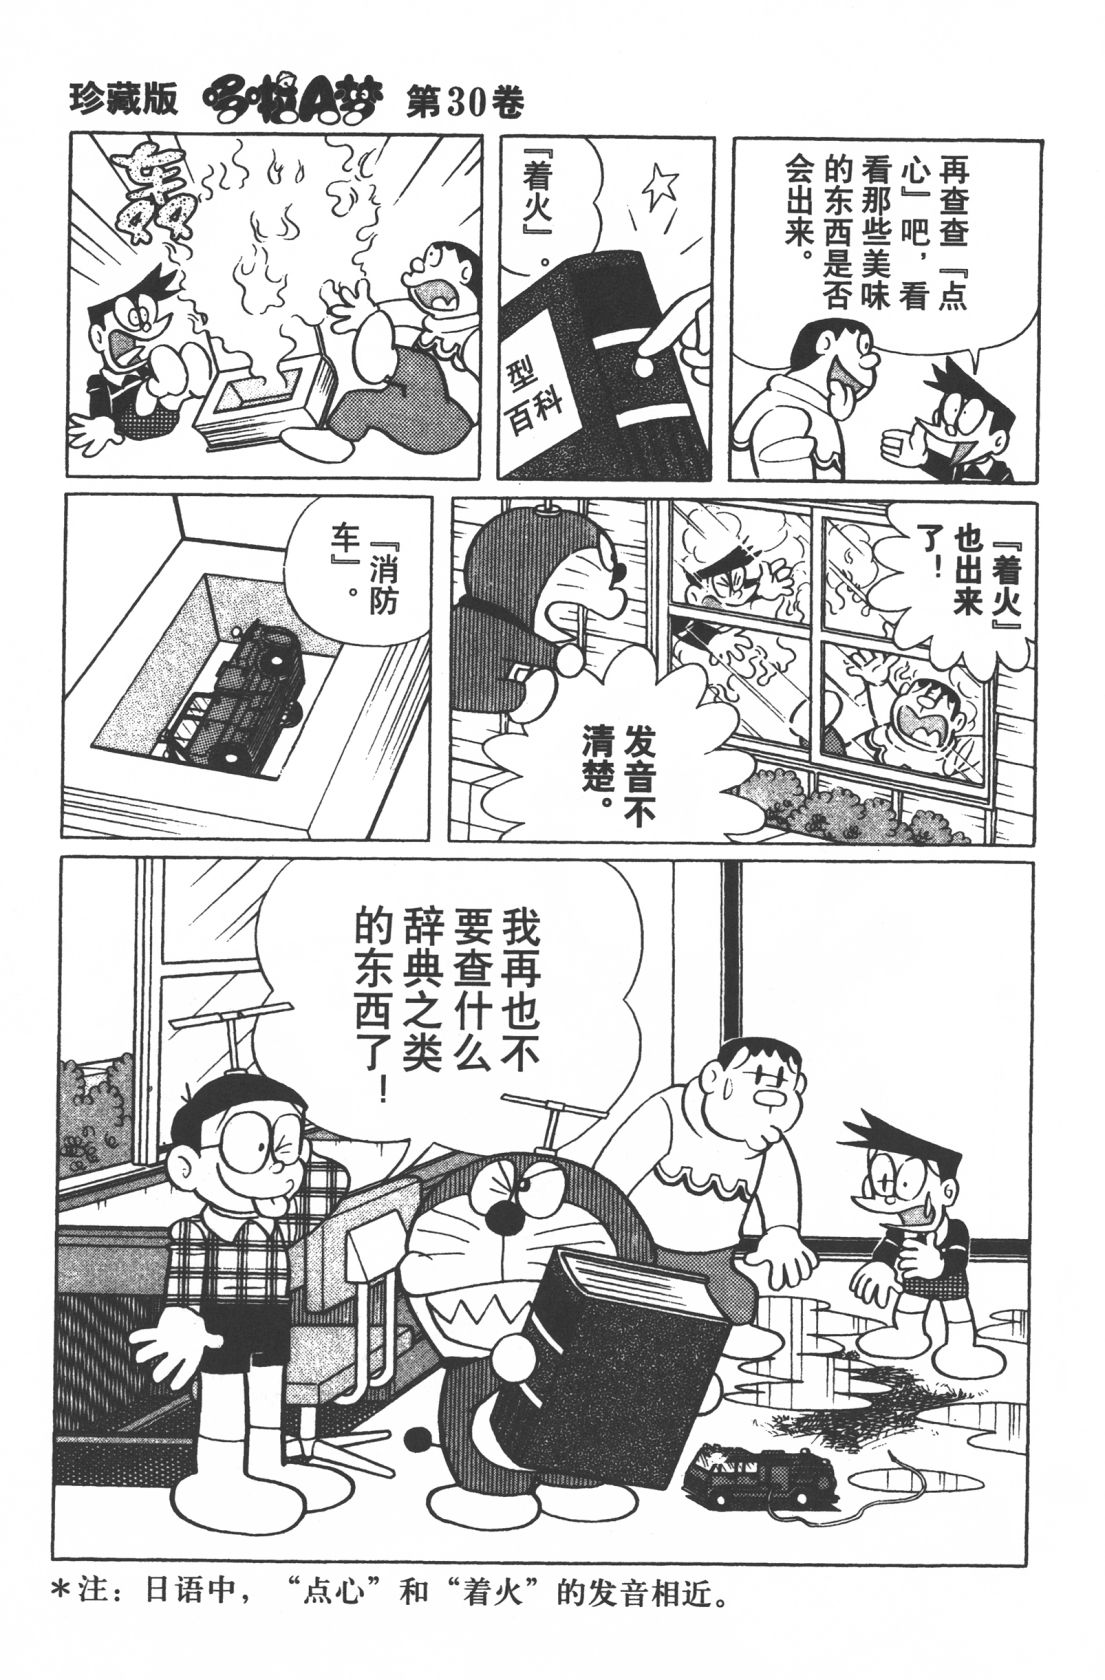 珍藏版 哆啦A梦 第30卷
再查查『点
心』吧，看
看那些美味
的东西是否
会出来。
『着火』。
型
百科
轰
『着火』
也出来
了！
发音不
清楚。
『消防
车』。
我再也不
要查什么
辞典之类
的东西了！
＊注：日语中，“点心”和“着火”的发音相近。